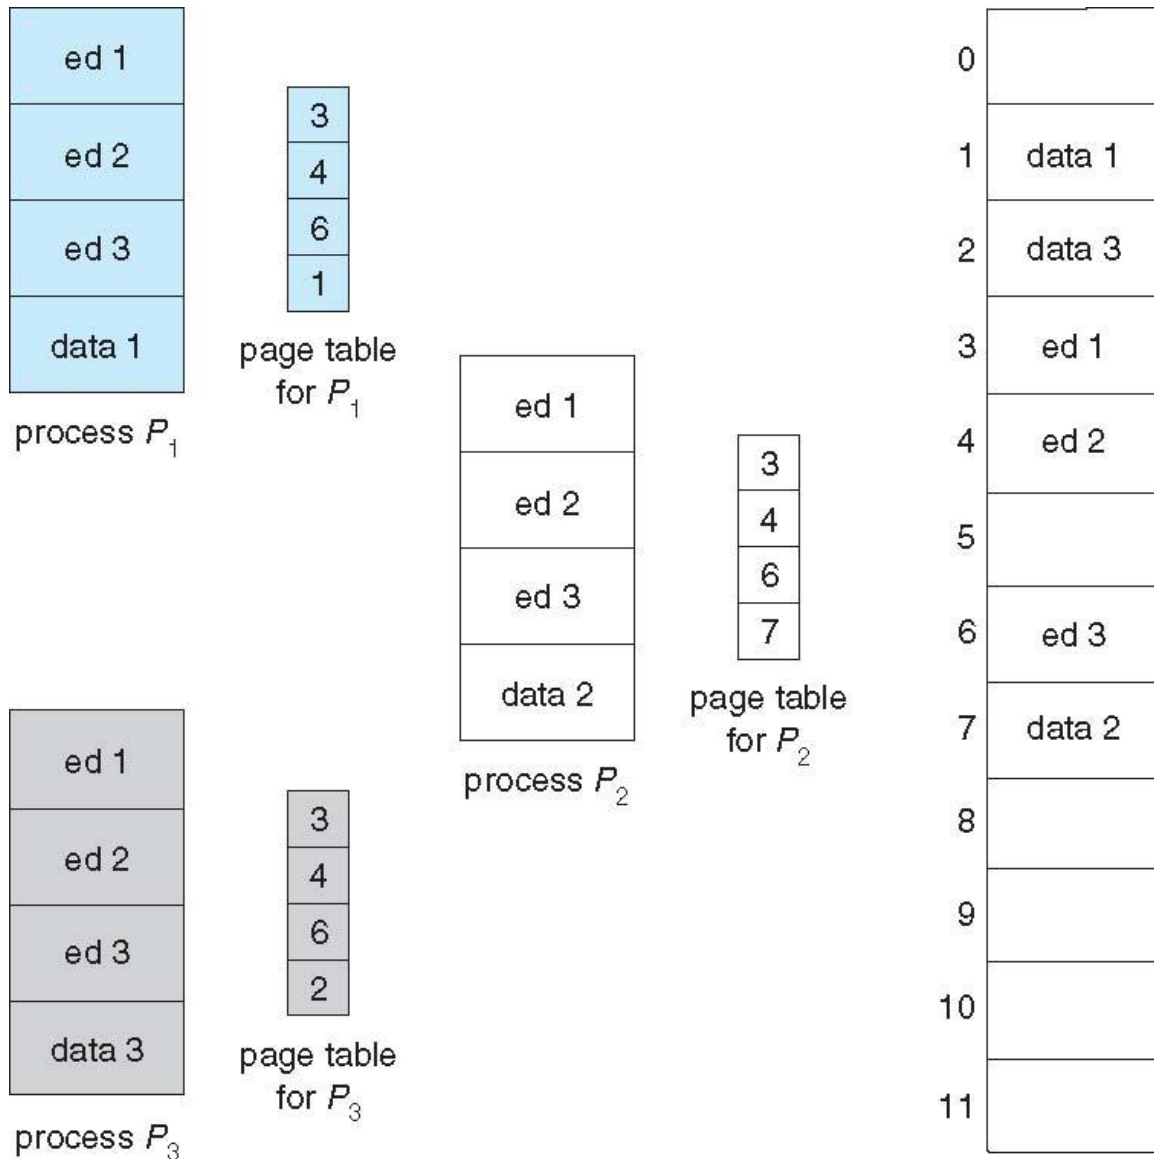 ed 1
ed 2
ed 3
data 1
process P1
3
4
6
1
page table
for P1
ed 1
ed 2
ed 3
data 2
process P2
3
4
6
7
page table
for P2
ed 1
ed 2
ed 3
data 3
process P3
3
4
6
2
page table
for P3
0
1 data 1
2 data 3
3 ed 1
4 ed 2
5
6 ed 3
7 data 2
8
9
10
11